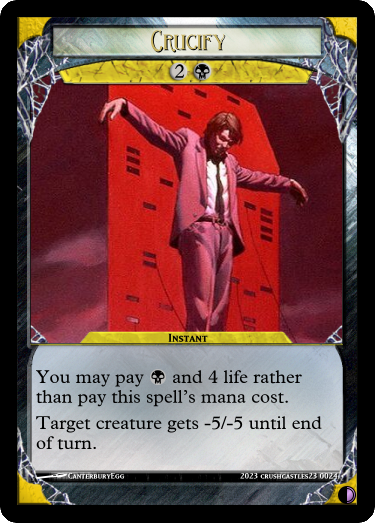 Crucify
2
Instant
You may pay and 4 life rather
than pay this spell's mana cost.
Target creature gets -5/-5 until end
of turn.
CanterburyEgg
2023 crushcastles23 0024